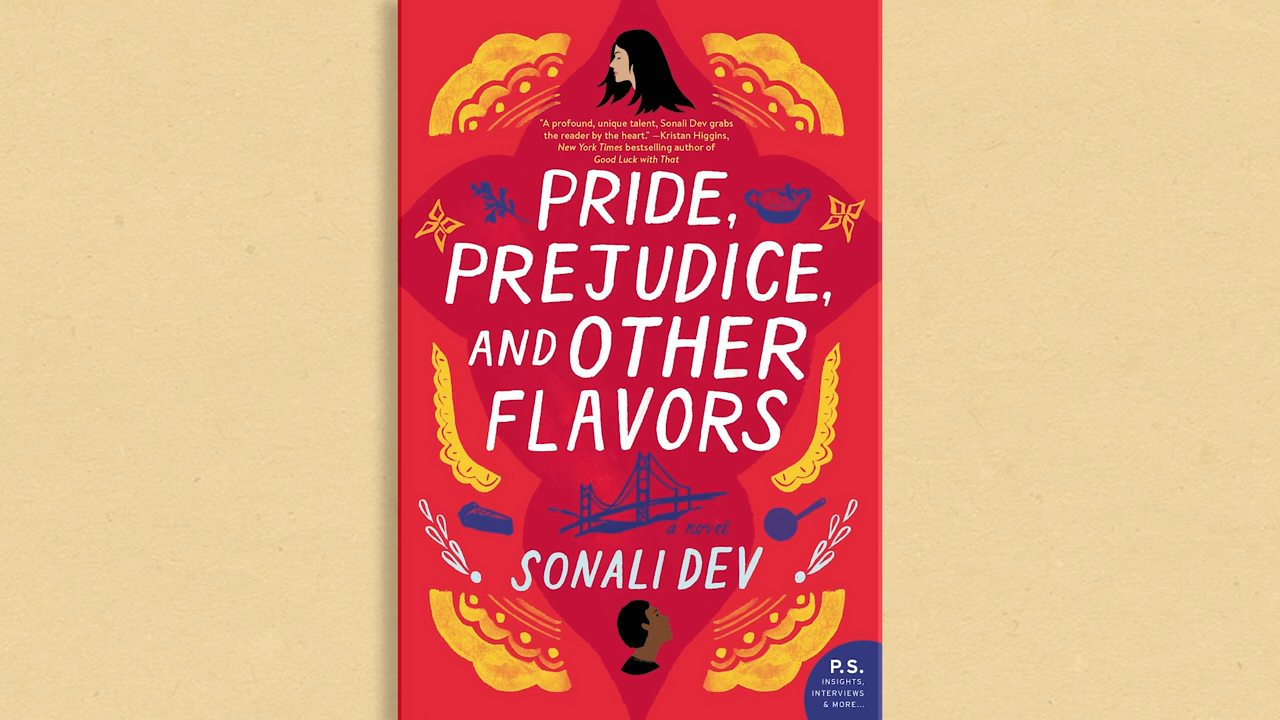 "A profound, unique talent, Sonali Dev grabs
the reader by the heart." —Kristan Higgins,
New York Times bestselling author of
Good Luck with That
PRIDE,
PREJUDICE,
AND OTHER
FLAVORS
a novel
SONALI DEV
P.S.
INSIGHTS,
INTERVIEWS
& MORE...